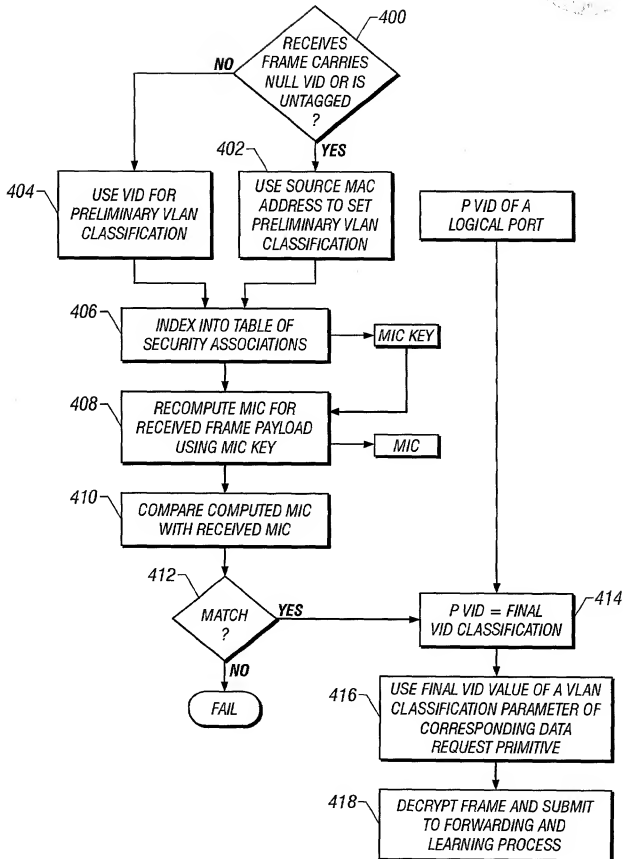 400
RECEIVES
FRAME CARRIES
NULL VID OR IS
UNTAGGED
?
NO
YES
402
404
USE VID FOR
PRELIMINARY VLAN
CLASSIFICATION
USE SOURCE MAC
ADDRESS TO SET
PRELIMINARY VLAN
CLASSIFICATION
P VID OF A
LOGICAL PORT
406
INDEX INTO TABLE OF
SECURITY ASSOCIATIONS
MIC KEY
408
RECOMPUTE MIC FOR
RECEIVED FRAME PAYLOAD
USING MIC KEY
MIC
410
COMPARE COMPUTED MIC
WITH RECEIVED MIC
412
MATCH
?
YES
NO
FAIL
P VID = FINAL
VID CLASSIFICATION
414
416
USE FINAL VID VALUE OF A VLAN
CLASSIFICATION PARAMETER OF
CORRESPONDING DATA
REQUEST PRIMITIVE
418
DECRYPT FRAME AND SUBMIT
TO FORWARDING AND
LEARNING PROCESS